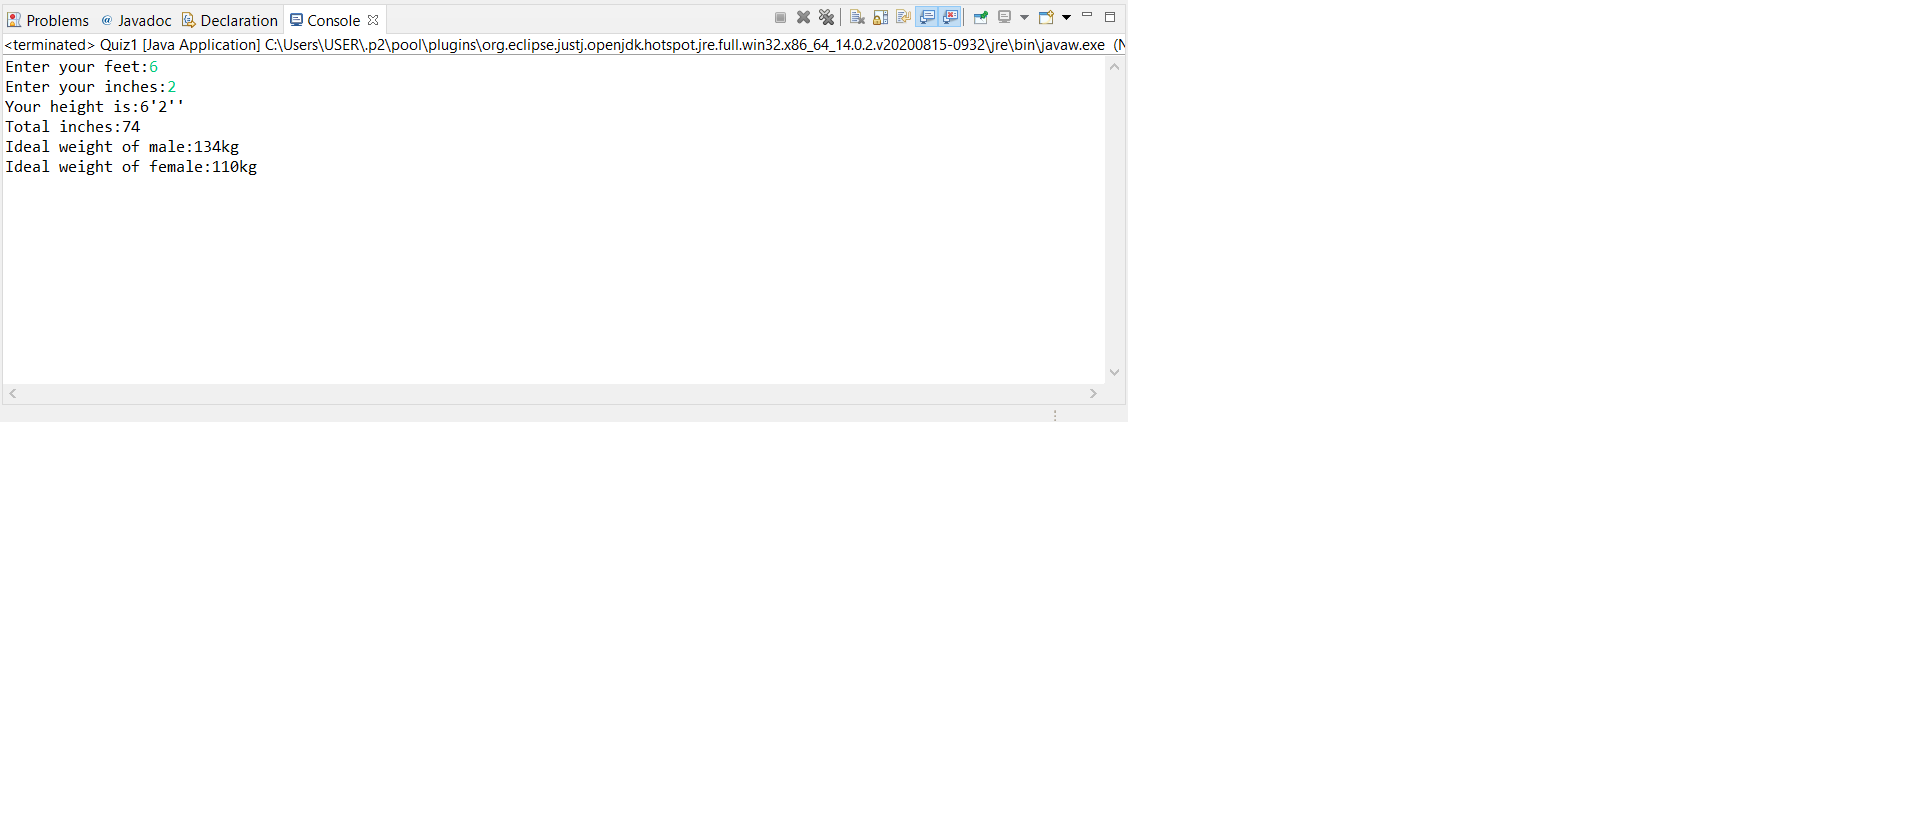 Problems @ Javadoc Declaration Console
<terminated> Quiz1 [Java Application] C:\Users\USER\.p2\pool\plugins\org.eclipse.justj.openjdk.hotspot.jre.full.win32.x86_64_14.0.2.v20200815-0932\jre\bin\javaw.exe (N
Enter your feet:6
Enter your inches:2
Your height is:6'2''
Total inches:74
Ideal weight of male:134kg
Ideal weight of female:110kg